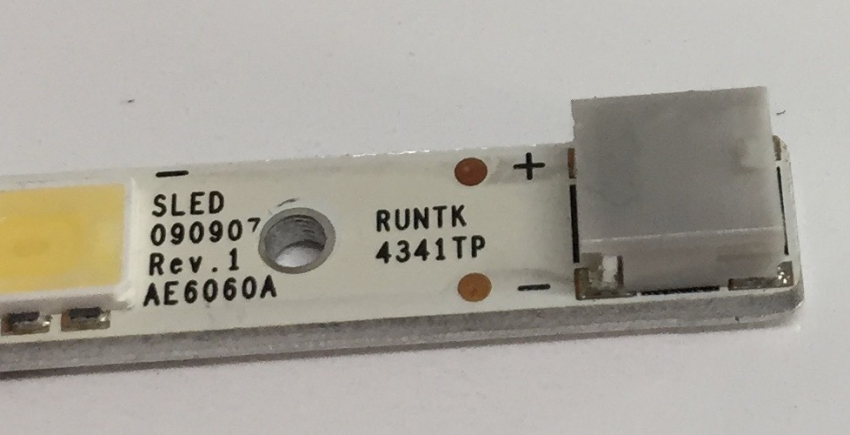 SLED
090907
Rev.1
AE6060A
RUNTK
4341TP
+
-
-